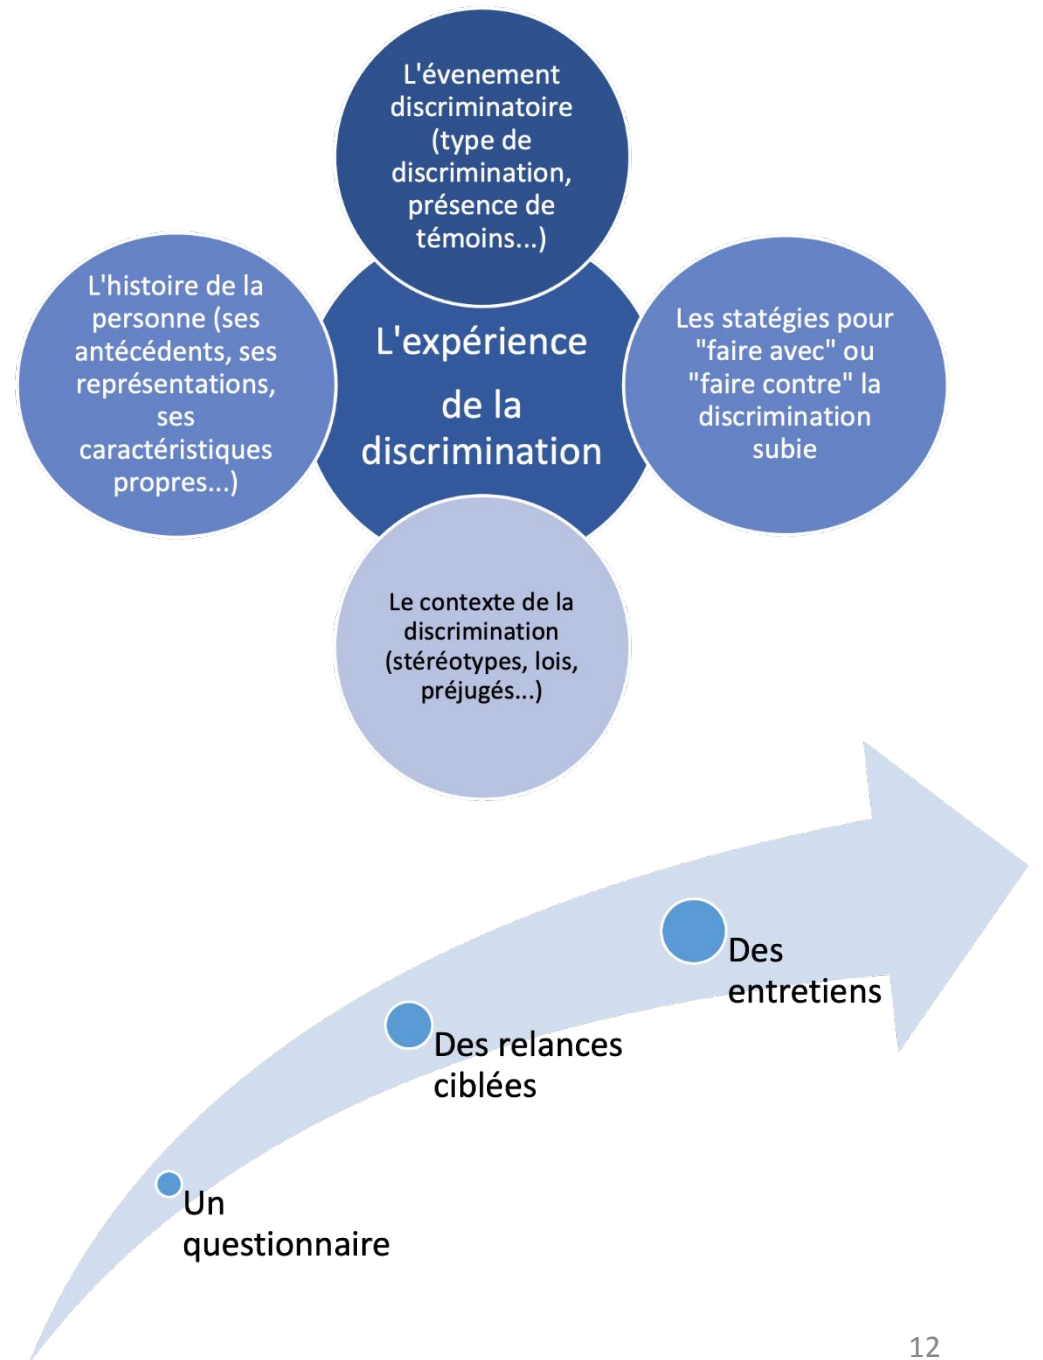 L'évenement
discriminatoire
(type de
discrimination,
présence de
témoins...)
L'histoire de la
personne (ses
antécédents, ses
représentations,
ses
caractéristiques
propres...)
L'expérience
de la
discrimination
Les statégies pour
"faire avec" ou
"faire contre" la
discrimination
subie
Le contexte de la
discrimination
(stéréotypes, lois,
préjugés...)
Des
entretiens
Des relances
ciblées
Un
questionnaire
12